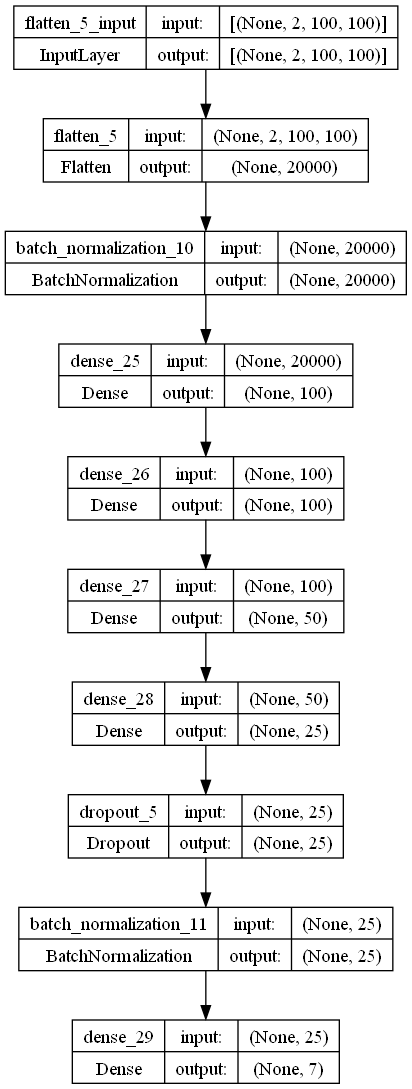 flatten_5_input input: [(None, 2, 100, 100)]
InputLayer output: [(None, 2, 100, 100)]
flatten_5 input: (None, 2, 100, 100)
Flatten output: (None, 20000)
batch_normalization_10 input: (None, 20000)
BatchNormalization output: (None, 20000)
dense_25 input: (None, 20000)
Dense output: (None, 100)
dense_26 input: (None, 100)
Dense output: (None, 100)
dense_27 input: (None, 100)
Dense output: (None, 50)
dense_28 input: (None, 50)
Dense output: (None, 25)
dropout_5 input: (None, 25)
Dropout output: (None, 25)
batch_normalization_11 input: (None, 25)
BatchNormalization output: (None, 25)
dense_29 input: (None, 25)
Dense output: (None, 7)